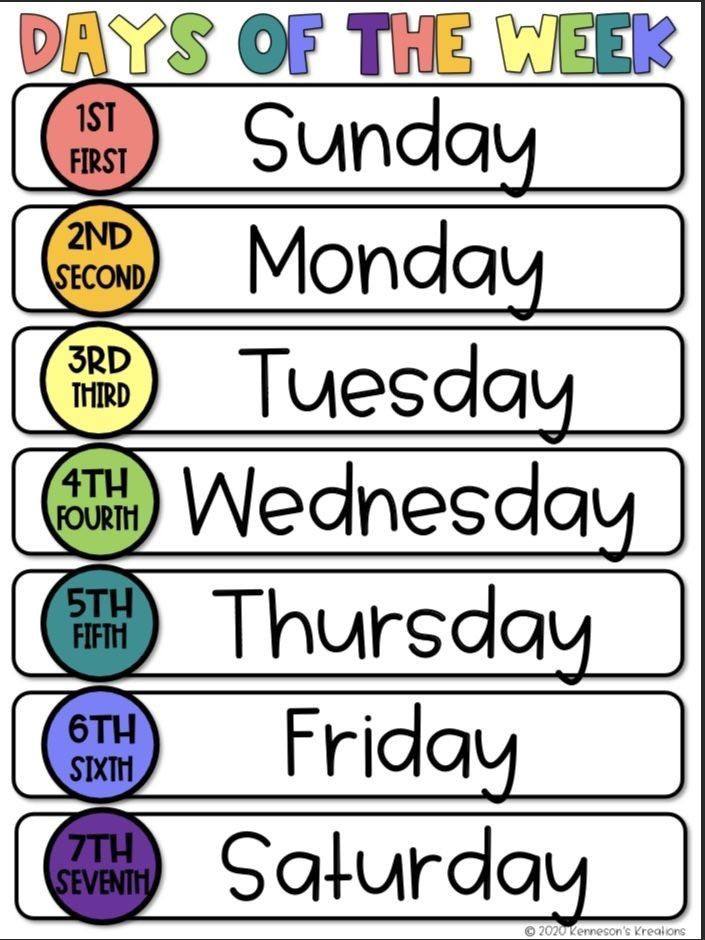 DAYS OF THE WEEK
1ST
FIRST
Sunday
2ND
SECOND
Monday
3RD
THIRD
Tuesday
4TH
FOURTH
Wednesday
5TH
FIFTH
Thursday
6TH
SIXTH
Friday
7TH
SEVENTH
Saturday
© 2020 Kenneson's Kreations